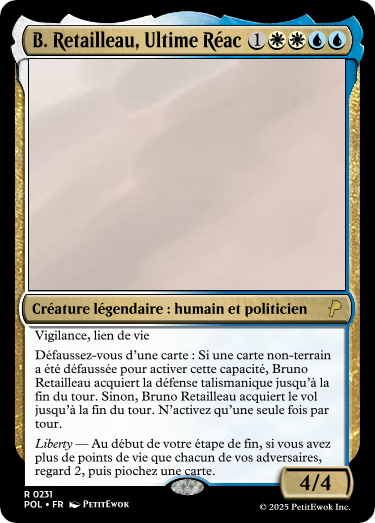 B. Retailleau, Ultime Réac 1
Créature légendaire : humain et politicien
Vigilance, lien de vie
Défaussez-vous d'une carte : Si une carte non-terrain
a été défaussée pour activer cette capacité, Bruno
Retailleau acquiert la défense talismanique jusqu'à la
fin du tour. Sinon, Bruno Retailleau acquiert le vol
jusqu'à la fin du tour. N'activez qu'une seule fois par
tour.
Liberty — Au début de votre étape de fin, si vous avez
plus de points de vie que chacun de vos adversaires,
regard 2, puis piochez une carte.
4/4
R 0231
POL • FR PetitEwok
© 2025 PetitEwok Inc.